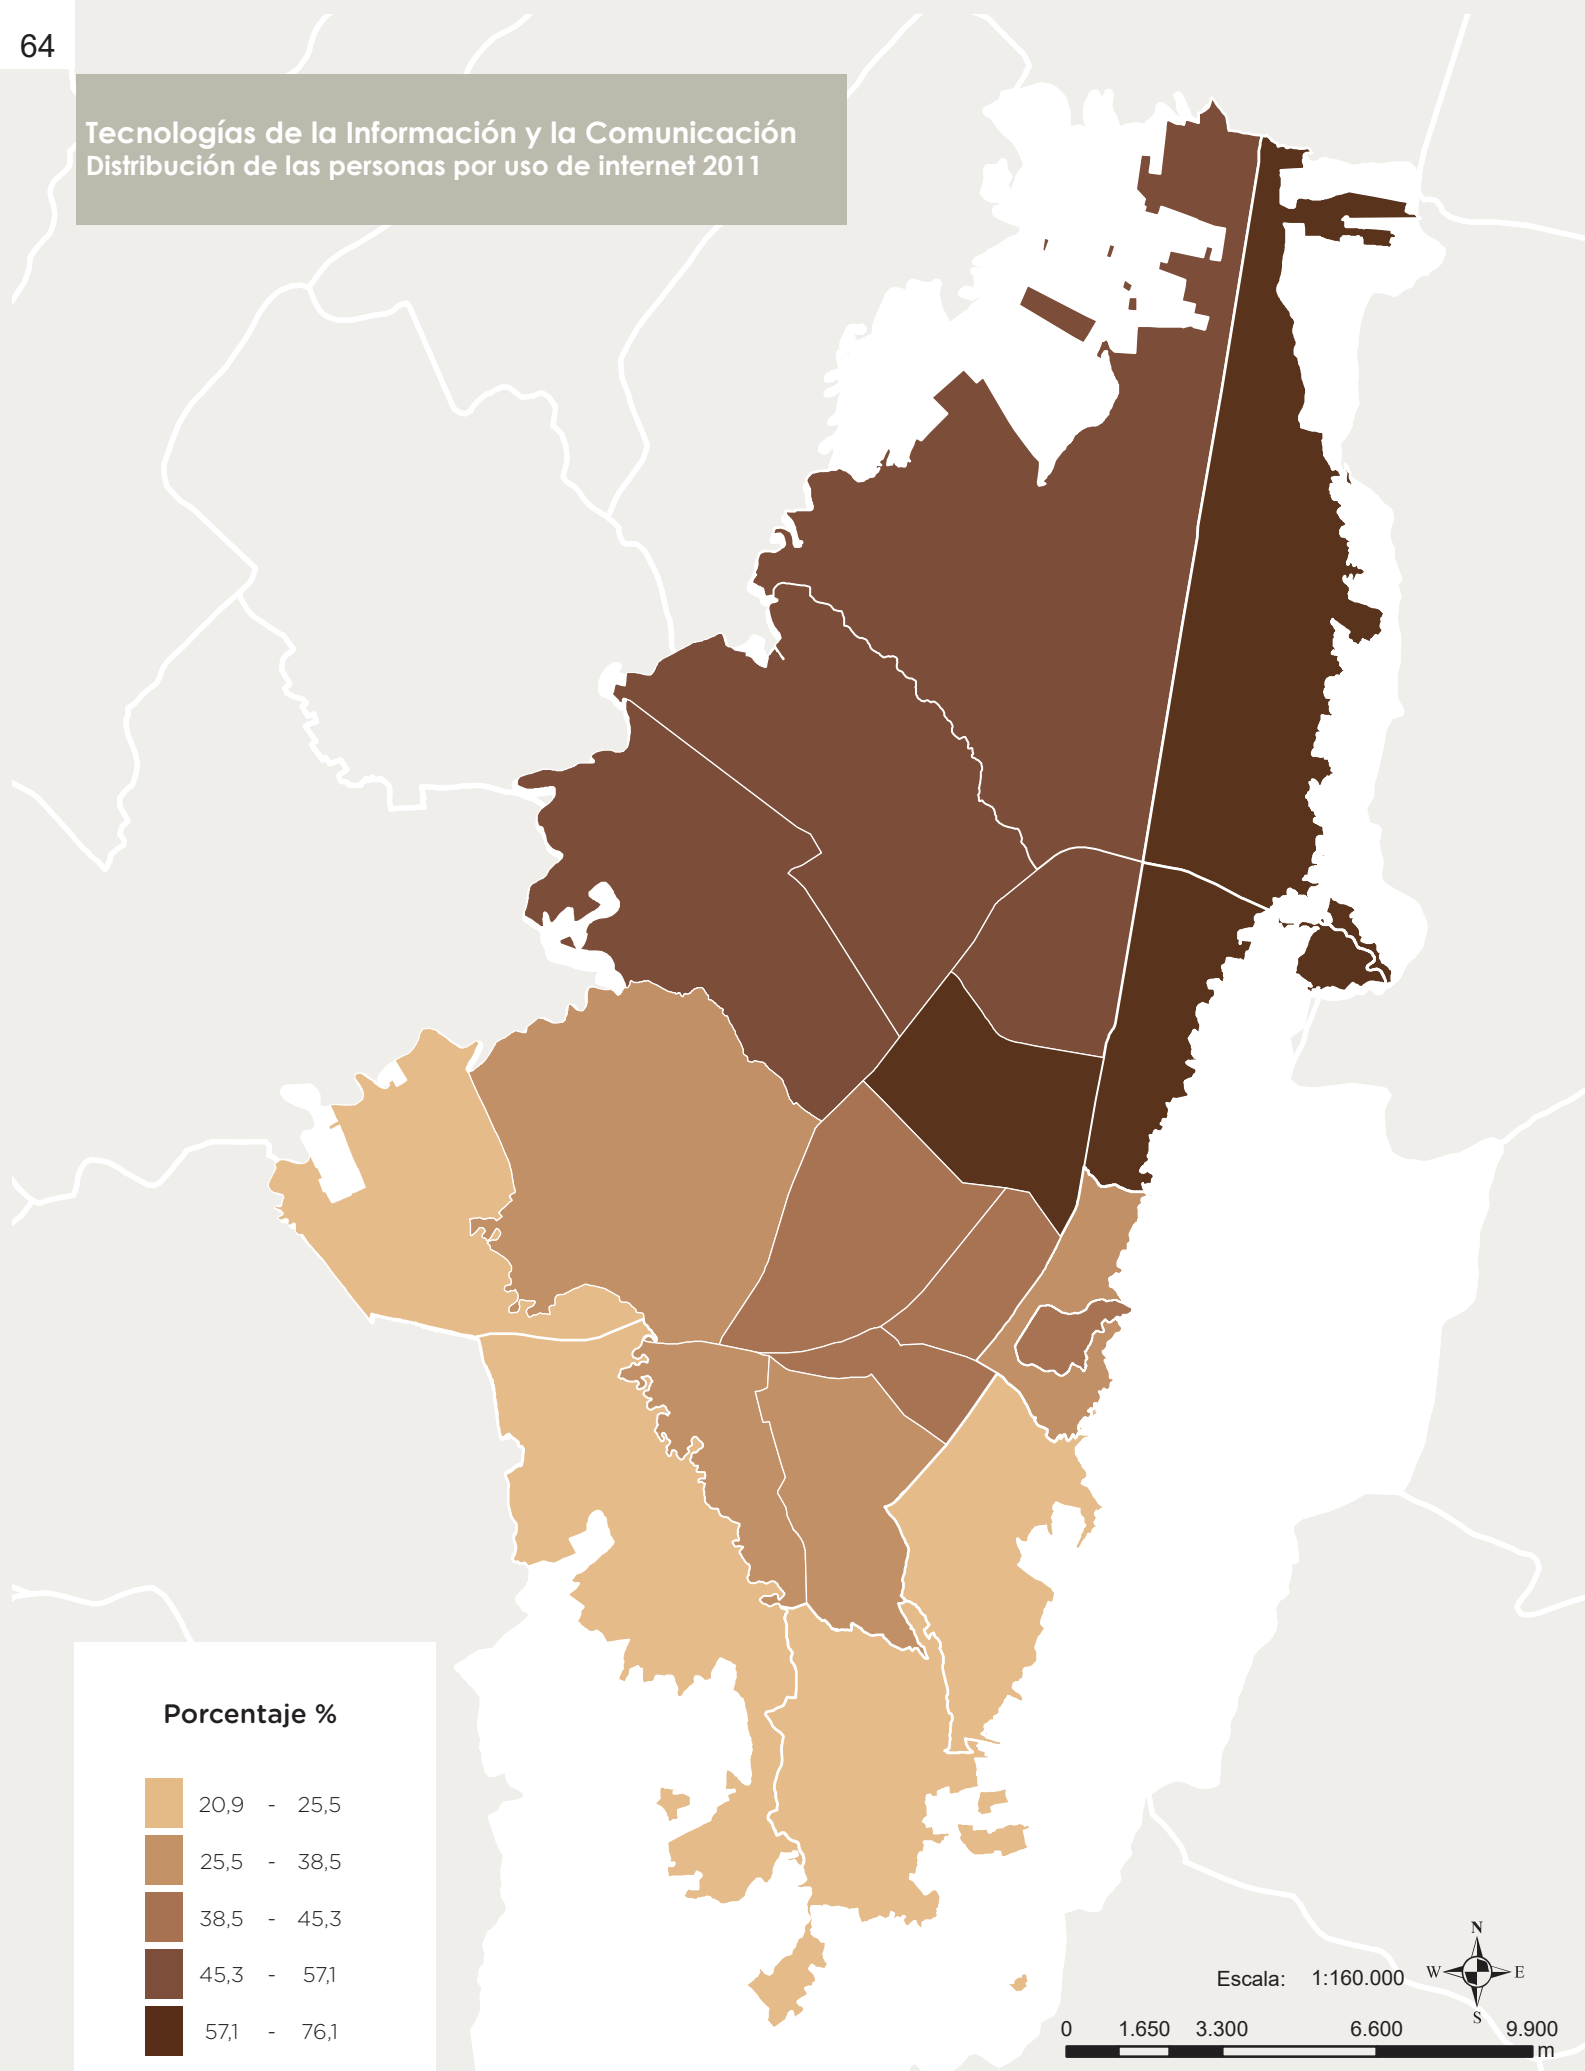 64
Tecnologías de la Información y la Comunicación
Distribución de las personas por uso de internet 2011
Porcentaje %
20,9 - 25,5
25,5 - 38,5
38,5 - 45,3
45,3 - 57,1
57,1 - 76,1
Escala: 1:160.000
N
W
E
S
0 1.650 3.300 6.600 9.900
m